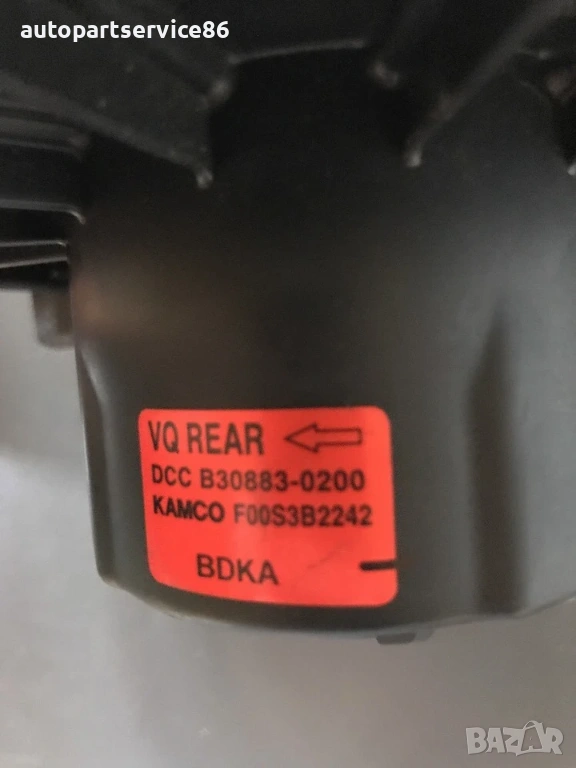 autopartservice86
VQ REAR
DCC B30883-0200
KAMCO F00S3B2242
BDKA
BAZAR